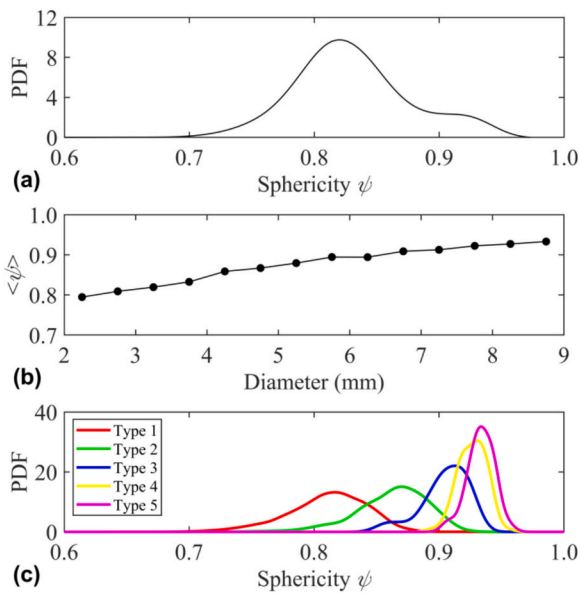 12
8
4
0
PDF
0.6 0.7 0.8 0.9 1.0
(a) Sphericity ψ
1.0
0.9
0.8
0.7
<ψ>
2 3 4 5 6 7 8 9
(b) Diameter (mm)
40
20
0
PDF
Type 1
Type 2
Type 3
Type 4
Type 5
0.6 0.7 0.8 0.9 1.0
(c) Sphericity ψ